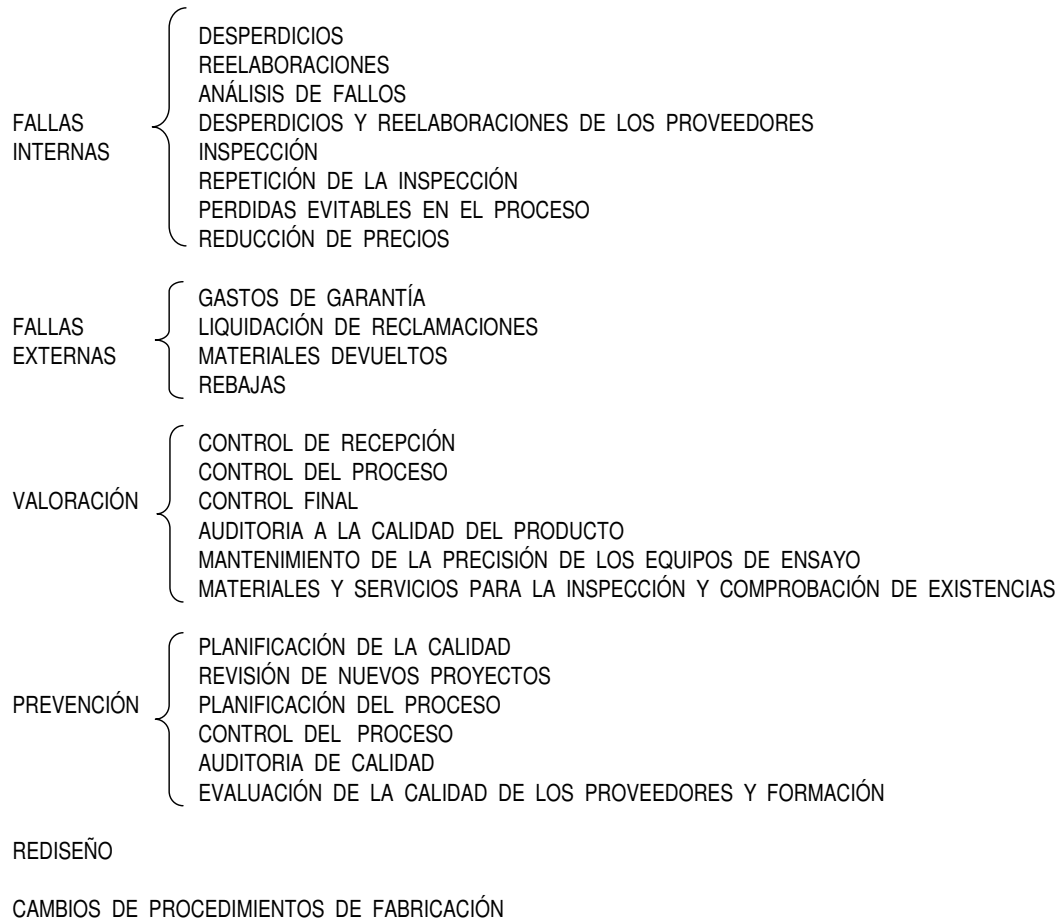 DESPERDICIOS
REELABORACIONES
ANÁLISIS DE FALLOS
FALLAS DESPERDICIOS Y REELABORACIONES DE LOS PROVEEDORES
INTERNAS INSPECCIÓN
REPETICIÓN DE LA INSPECCIÓN
PERDIDAS EVITABLES EN EL PROCESO
REDUCCIÓN DE PRECIOS
GASTOS DE GARANTÍA
FALLAS LIQUIDACIÓN DE RECLAMACIONES
EXTERNAS MATERIALES DEVUELTOS
REBAJAS
CONTROL DE RECEPCIÓN
CONTROL DEL PROCESO
VALORACIÓN CONTROL FINAL
AUDITORIA A LA CALIDAD DEL PRODUCTO
MANTENIMIENTO DE LA PRECISIÓN DE LOS EQUIPOS DE ENSAYO
MATERIALES Y SERVICIOS PARA LA INSPECCIÓN Y COMPROBACIÓN DE EXISTENCIAS
PLANIFICACIÓN DE LA CALIDAD
REVISIÓN DE NUEVOS PROYECTOS
PREVENCIÓN PLANIFICACIÓN DEL PROCESO
CONTROL DEL PROCESO
AUDITORIA DE CALIDAD
EVALUACIÓN DE LA CALIDAD DE LOS PROVEEDORES Y FORMACIÓN
REDISEÑO
CAMBIOS DE PROCEDIMIENTOS DE FABRICACIÓN